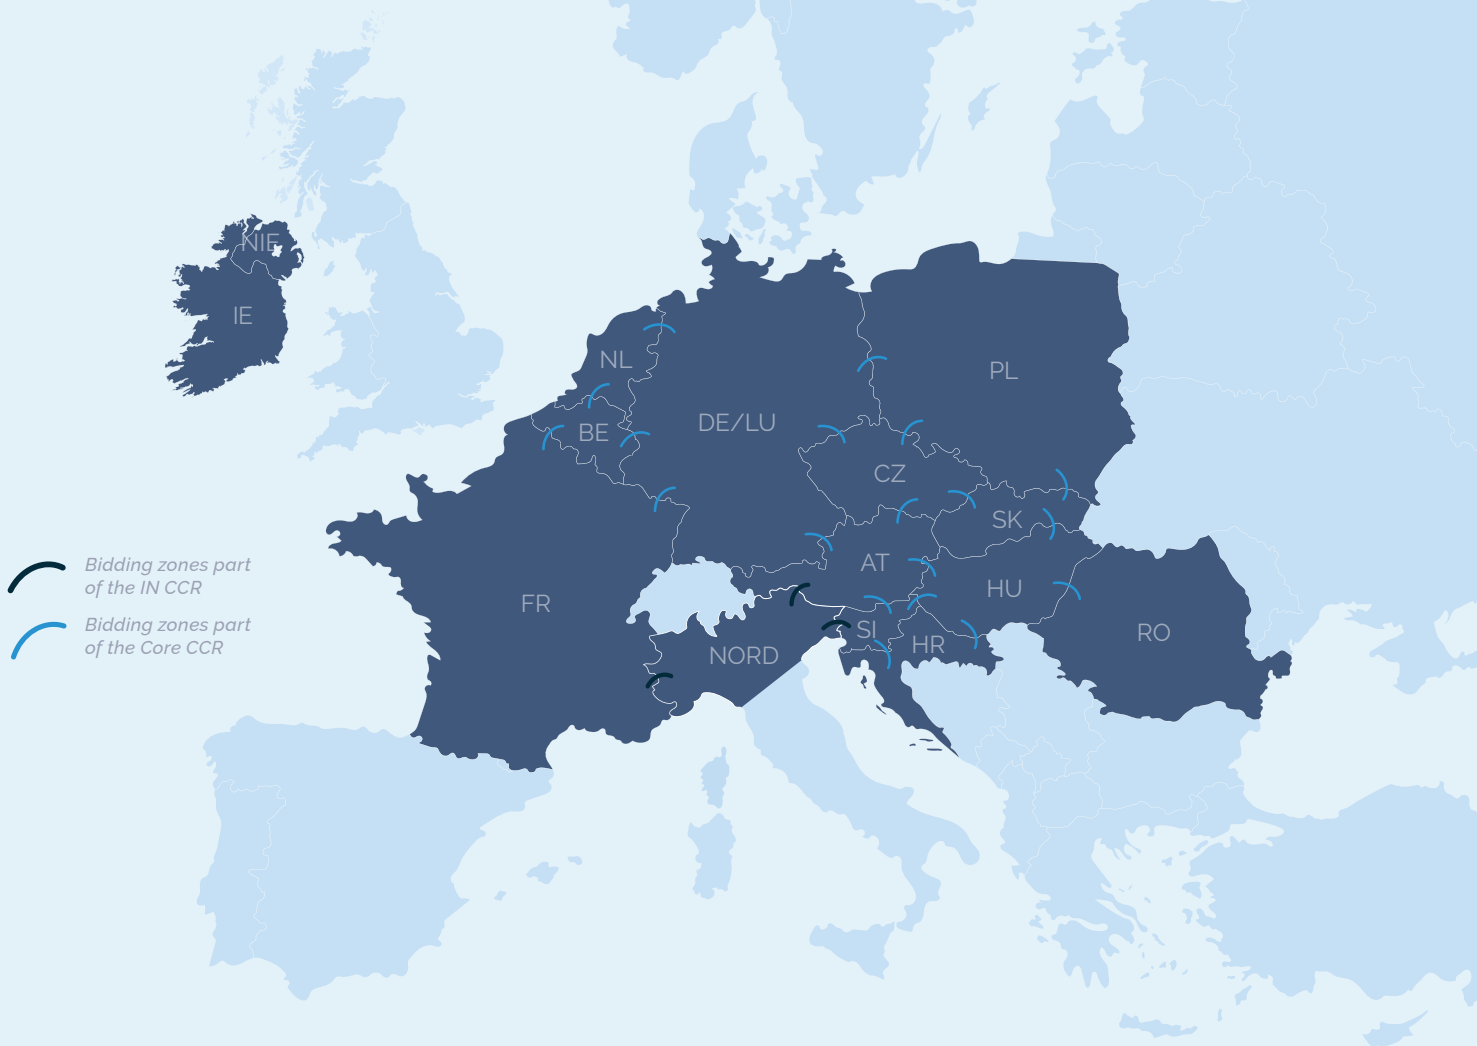 NIE
IE
NL
PL
DE/LU
BE
CZ
SK
AT
HU
FR
SI
HR
RO
NORD
Bidding zones part
of the IN CCR
Bidding zones part
of the Core CCR